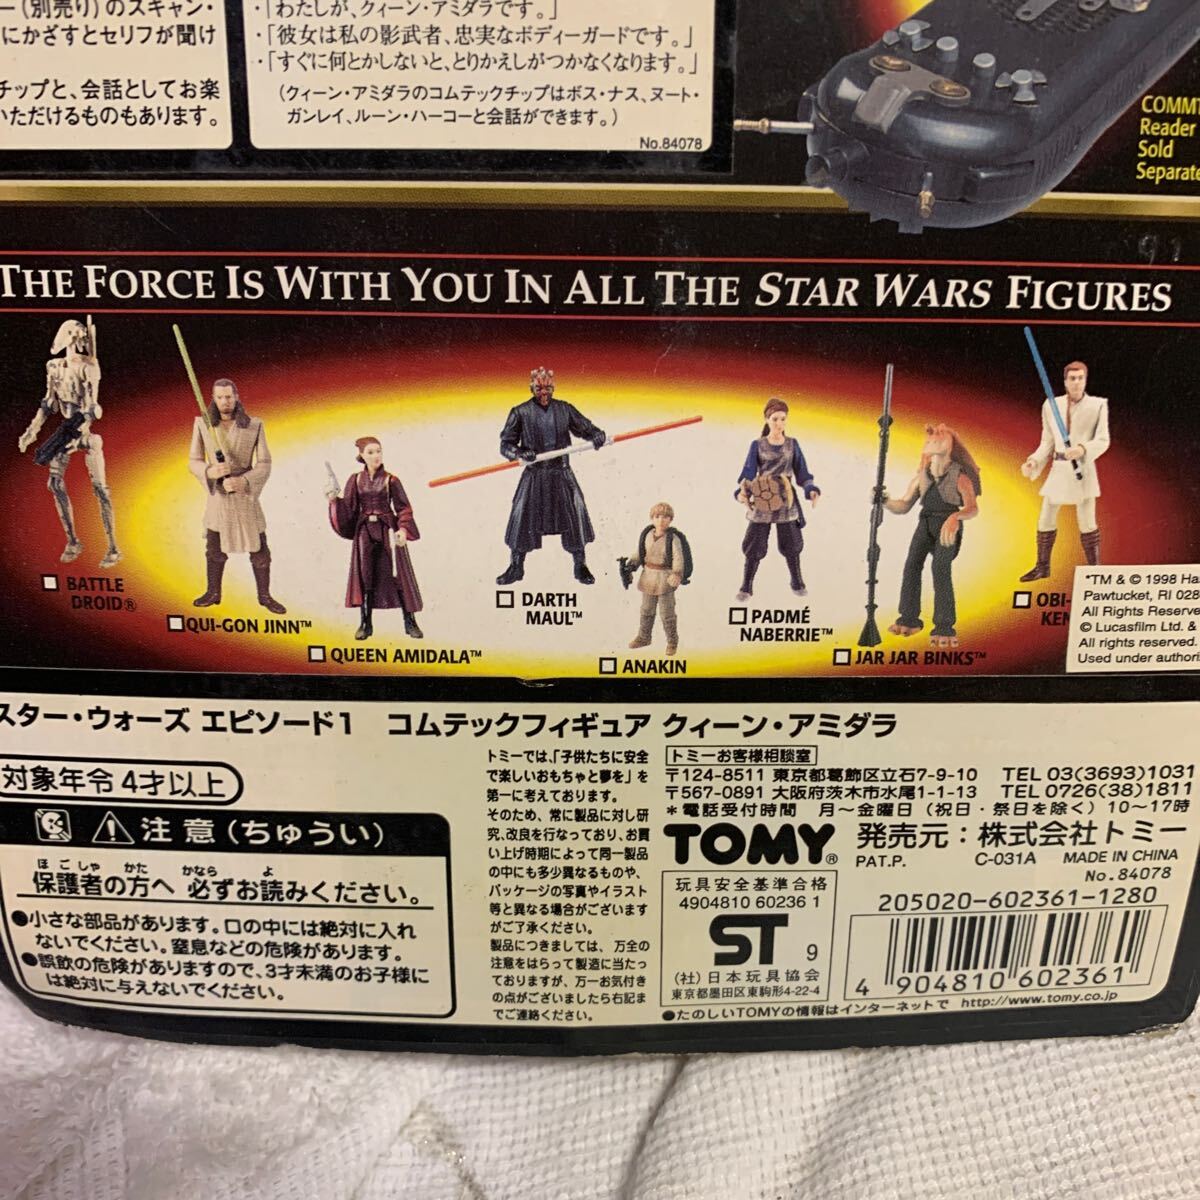 ー(別売り)のスキャン・
にかざすとセリフが聞け
チップと、会話としてお楽
いただけるものもあります。
・「わたしが、クィーン・アミダラです。」
・「彼女は私の影武者、忠実なボディーガードです。」
・「すぐに何とかしないと、とりかえしがつかなくなります。」
(クィーン・アミダラのコムテックチップはボス・ナス、ヌート・
ガンレイ、ルーン・ハーコーと会話ができます。)
No.84078
COMMT
Reader
Sold
Separate
THE FORCE IS WITH YOU IN ALL THE STAR WARS FIGURES
BATTLE
DROID®
QUI-GON JINN™
QUEEN AMIDALA™
DARTH
MAUL™
ANAKIN
PADMÉ
NABERRIE™
JAR JAR BINKS™
OBI-
KEN
*TM & © 1998 Ha
Pawtucket, RI 028
All Rights Reserve
© Lucasfilm Ltd. &
All rights reserved.
Used under authori
スター・ウォーズ エピソード1 コムテックフィギュア クィーン・アミダラ
対象年令 4才以上
注意(ちゅうい)
ほごしゃ かた かなら よ
保護者の方へ 必ずお読みください。
●小さな部品があります。口の中には絶対に入れ
ないでください。窒息などの危険があります。
●誤飲の危険がありますので、3才未満のお子様に
は絶対に与えないでください。
トミーでは、「子供たちに安全
で楽しいおもちゃと夢を」を
第一に考えております。
そのため、常に製品に対し研
究、改良を行なっており、お買
い上げ時期によって同一製品
の中にも多少異なるものや、
パッケージの写真やイラスト
等と異なる場合がございます
がご了承ください。
製品につきましては、万全の
注意をはらって製造に当たっ
ておりますが、万一お気付き
の点がございましたら右記ま
でご連絡ください。
トミーお客様相談室
〒124-8511 東京都葛飾区立石7-9-10 TEL 03(3693)1031
〒567-0891 大阪府茨木市水尾1-1-13 TEL 0726(38)1811
*電話受付時間 月～金曜日(祝日・祭日を除く)10～17時
TOMY®
発売元:株式会社トミー
PAT.P. C-031A MADE IN CHINA
No.84078
玩具安全基準合格
4904810 60236 1
ST 9
(社)日本玩具協会
東京都墨田区東駒形4-22-4
205020-602361-1280
4 904810 602361
●たのしいTOMYの情報はインターネットで http://www.tomy.co.jp